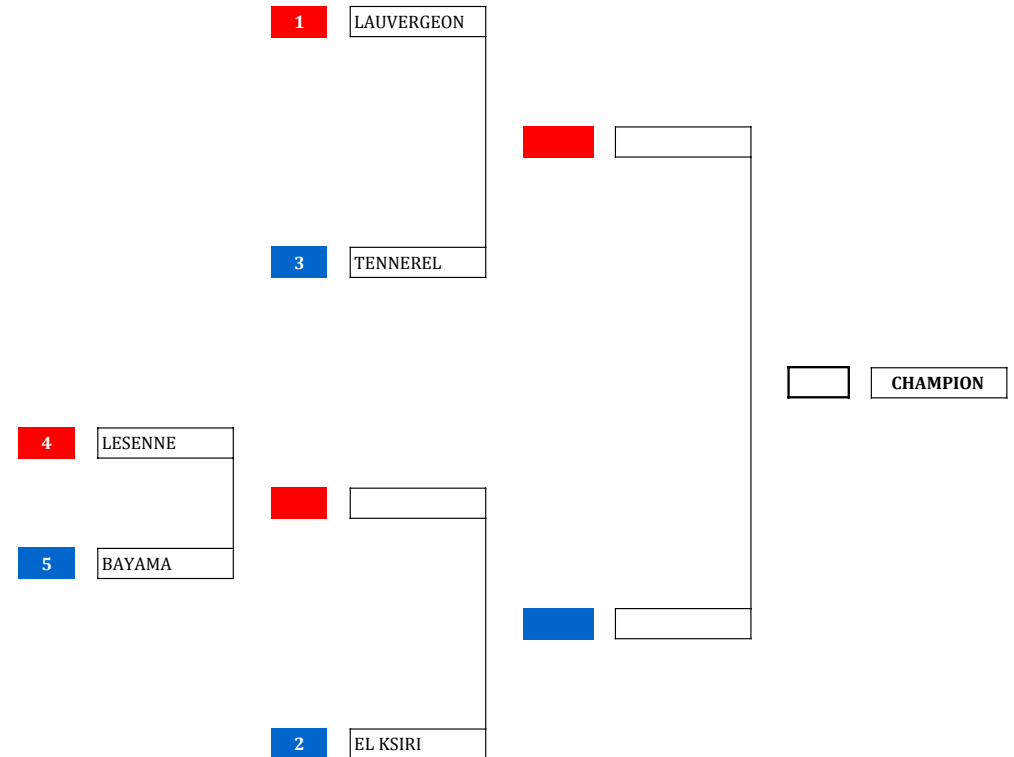 1 LAUVERGEON
3 TENNEREL
CHAMPION
4 LESENNE
5 BAYAMA
2 EL KSIRI